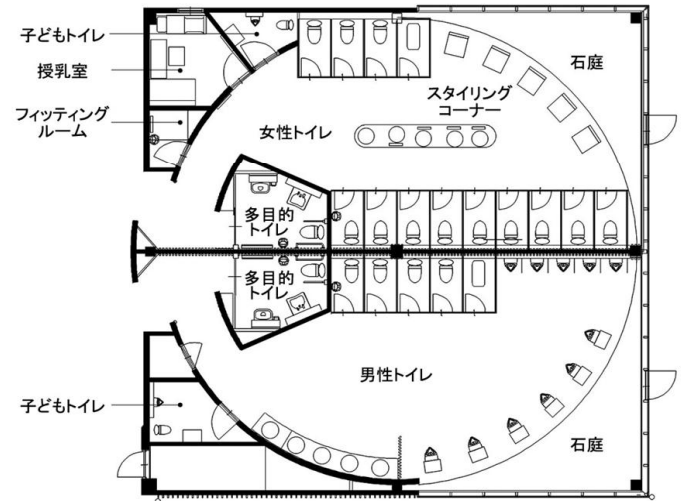 子どもトイレ
授乳室
フィッティング
ルーム
女性トイレ
スタイリング
コーナー
石庭
多目的
トイレ
多目的
トイレ
男性トイレ
子どもトイレ
石庭